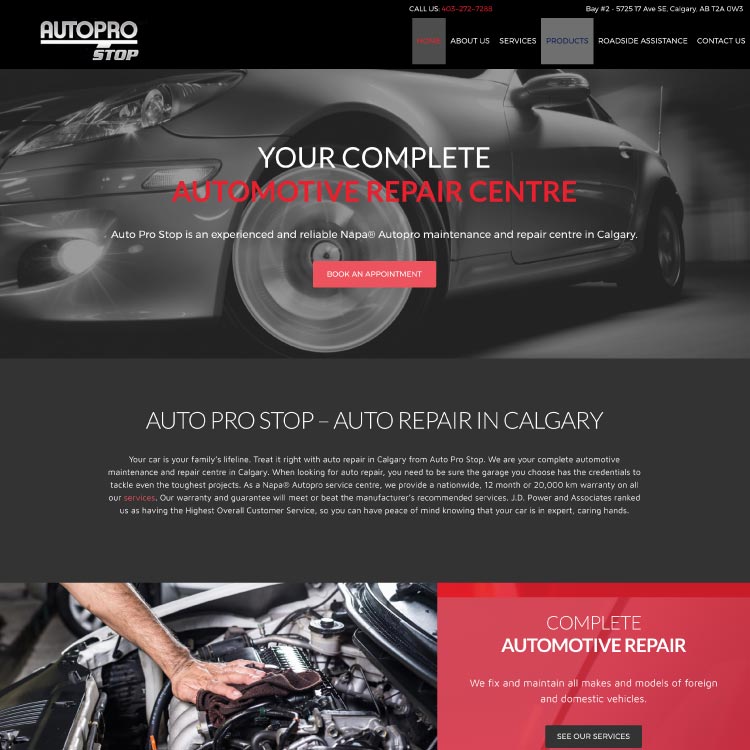 CALL US: 403-272-7288
Bay #2 - 5725 17 Ave SE, Calgary. AB T2A 0W3
AUTOPRO
STOP
HOME ABOUT US SERVICES PRODUCTS ROADSIDE ASSISTANCE CONTACT US
YOUR COMPLETE
AUTOMOTIVE REPAIR CENTRE
Auto Pro Stop is an experienced and reliable Napa® Autopro maintenance and repair centre in Calgary.
BOOK AN APPOINTMENT
AUTO PRO STOP – AUTO REPAIR IN CALGARY
Your car is your family's lifeline. Treat it right with auto repair in Calgary from Auto Pro Stop. We are your complete automotive
maintenance and repair centre in Calgary. When looking for auto repair, you need to be sure the garage you choose has the credentials to
tackle even the toughest projects. As a Napa® Autopro service centre, we provide a nationwide, 12 month or 20,000 km warranty on all
our services. Our warranty and guarantee will meet or beat the manufacturer's recommended services. J.D. Power and Associates ranked
us as having the Highest Overall Customer Service, so you can have peace of mind knowing that your car is in expert, caring hands.
COMPLETE
AUTOMOTIVE REPAIR
We fix and maintain all makes and models of foreign
and domestic vehicles.
SEE OUR SERVICES